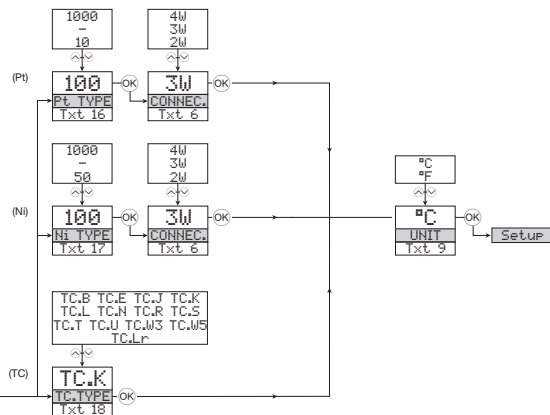 1000
-
10
4W
3W
2W
(Pt)
100
OK
3W
OK
Pt TYPE
CONNEC.
Txt 16
Txt 6
1000
-
50
4W
3W
2W
°C
°F
(Ni)
100
OK
3W
OK
°C
OK
Ni TYPE
CONNEC.
UNIT
Setup
Txt 17
Txt 6
Txt 9
TC.B TC.E TC.J TC.K
TC.L TC.N TC.R TC.S
TC.T TC.U TC.W3 TC.W5
TC.Lr
(TC)
TC.K
TC.TYPE
OK
Txt 18